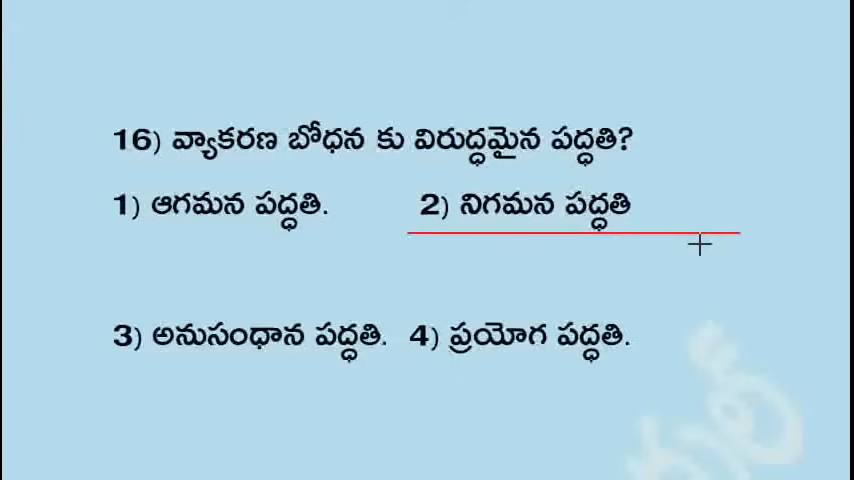 16) వ్యాకరణ బోధన కు విరుద్ధమైన పద్ధతి?
1) ఆగమన పద్ధతి. 2) నిగమన పద్ధతి
3) అనుసంధాన పద్ధతి. 4) ప్రయోగ పద్ధతి.